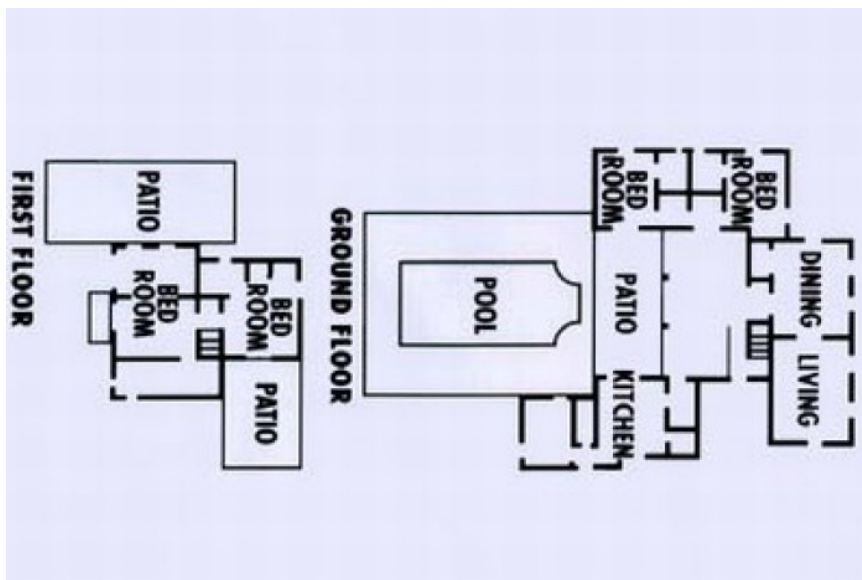 DINING LIVING
BED
ROOM
BED
ROOM
PATIO KITCHEN
POOL
GROUND FLOOR
BED
ROOM
PATIO
BED
ROOM
PATIO
FIRST FLOOR